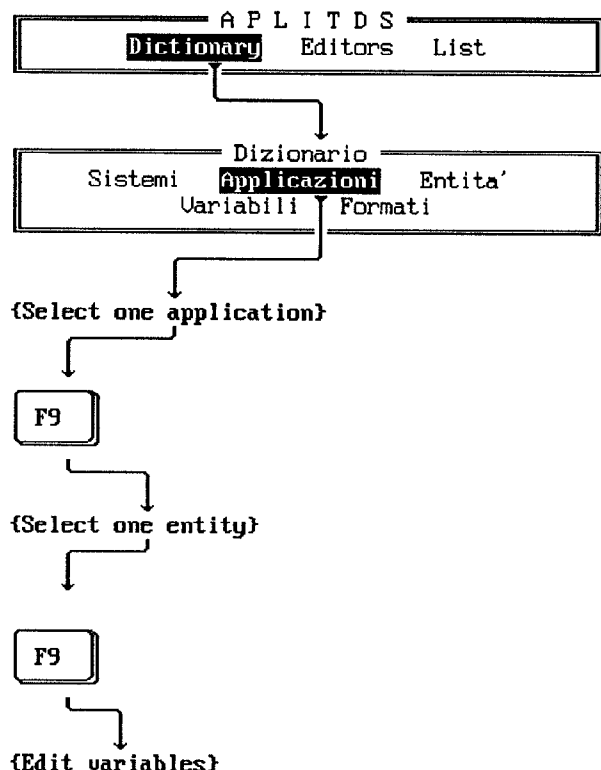 A P L I T D S
Dictionary Editors List
Dizionario
Sistemi Applicazioni Entita'
Variabili Formati
{Select one application}
F9
{Select one entity}
F9
{Edit variables}